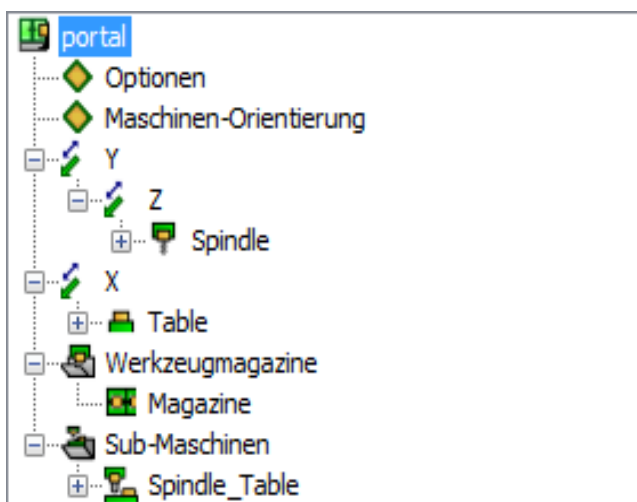 portal
Optionen
Maschinen-Orientierung
Y
Z
Spindle
X
Table
Werkzeugmagazine
Magazine
Sub-Maschinen
Spindle_Table